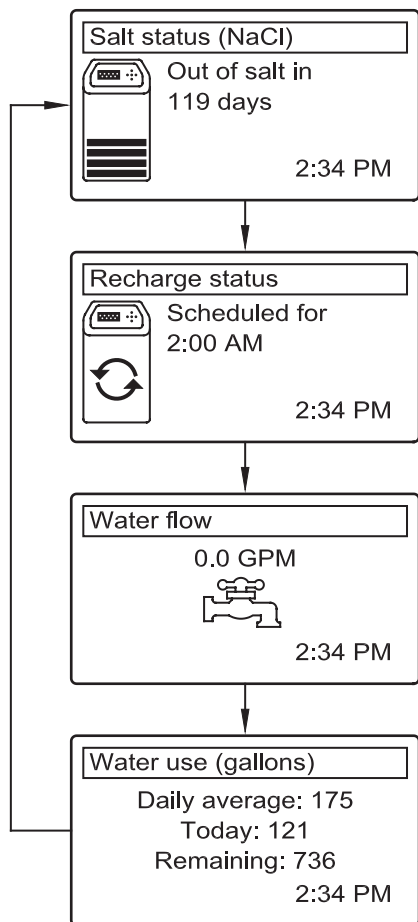 Salt status (NaCl)
Out of salt in
119 days
2:34 PM
Recharge status
Scheduled for
2:00 AM
2:34 PM
Water flow
0.0 GPM
2:34 PM
Water use (gallons)
Daily average: 175
Today: 121
Remaining: 736
2:34 PM